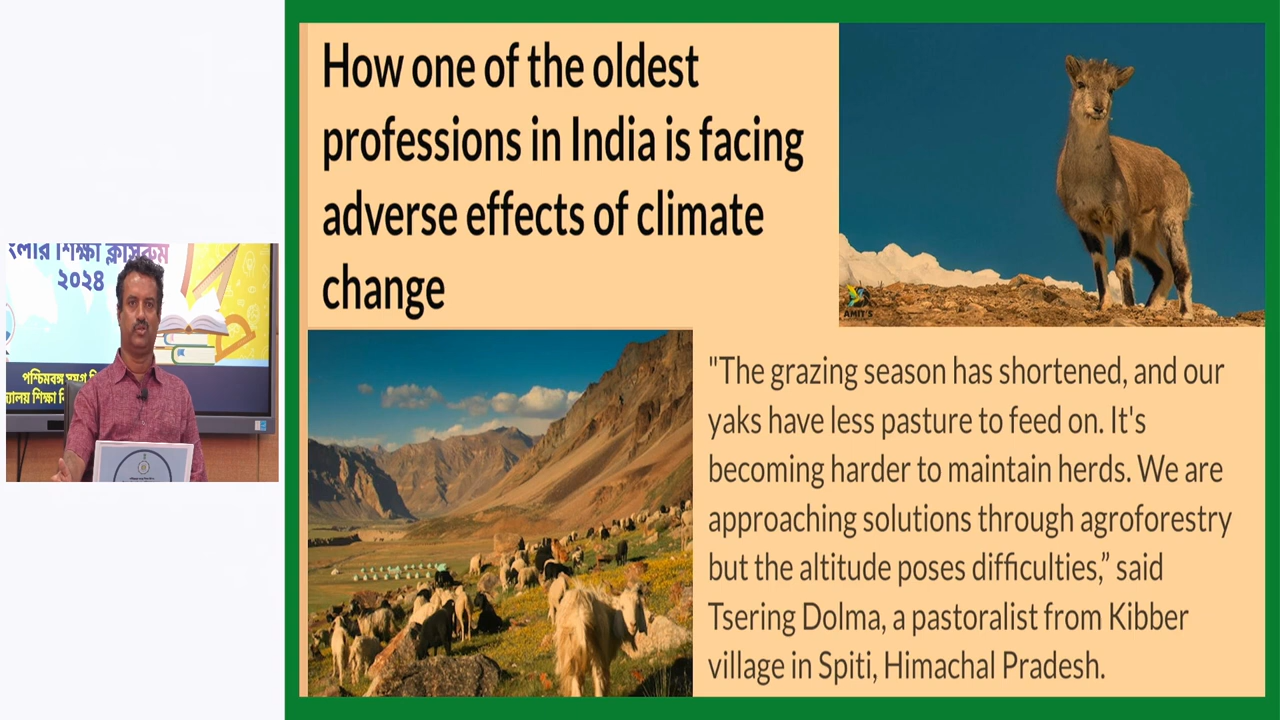 How one of the oldest
professions in India is facing
adverse effects of climate
change
AMIT'S
"The grazing season has shortened, and our
yaks have less pasture to feed on. It's
becoming harder to maintain herds. We are
approaching solutions through agroforestry
but the altitude poses difficulties,” said
Tsering Dolma, a pastoralist from Kibber
village in Spiti, Himachal Pradesh.
শিক্ষা ক্লাসরুম
২০২৪
পশ্চিমবঙ্গ
শিক্ষা